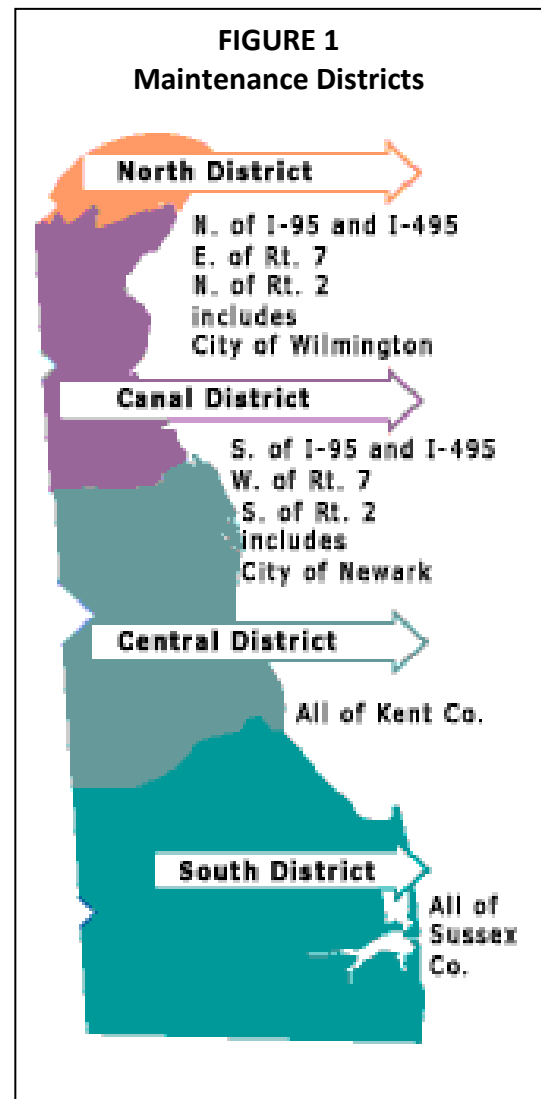 FIGURE 1
Maintenance Districts
North District
N. of I-95 and I-495
E. of Rt. 7
N. of Rt. 2
includes
City of Wilmington
Canal District
S. of I-95 and I-495
W. of Rt. 7
S. of Rt. 2
includes
City of Newark
Central District
All of Kent Co.
South District
All of
Sussex
Co.